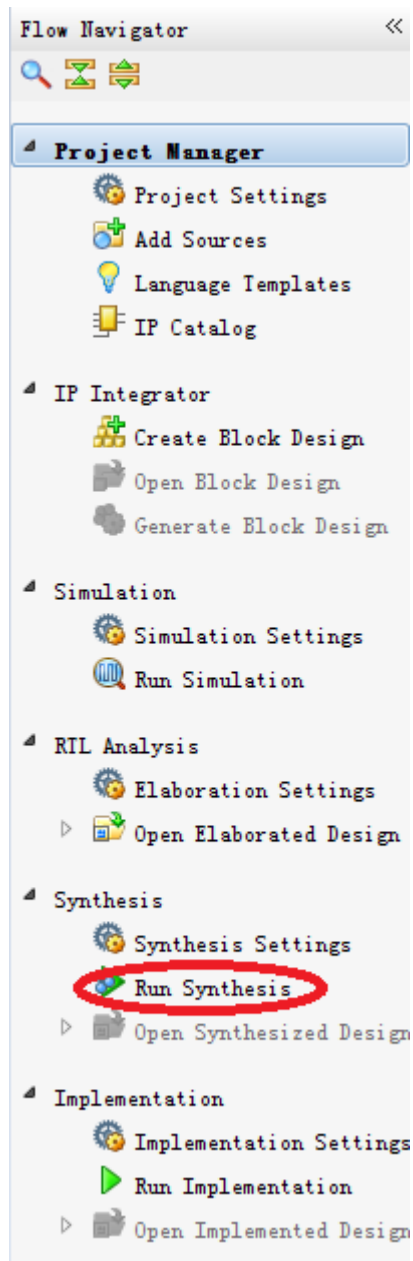 Flow Navigator
Project Manager
Project Settings
Add Sources
Language Templates
IP Catalog
IP Integrator
Create Block Design
Open Block Design
Generate Block Design
Simulation
Simulation Settings
Run Simulation
RTL Analysis
Elaboration Settings
Open Elaborated Design
Synthesis
Synthesis Settings
Run Synthesis
Open Synthesized Design
Implementation
Implementation Settings
Run Implementation
Open Implemented Design